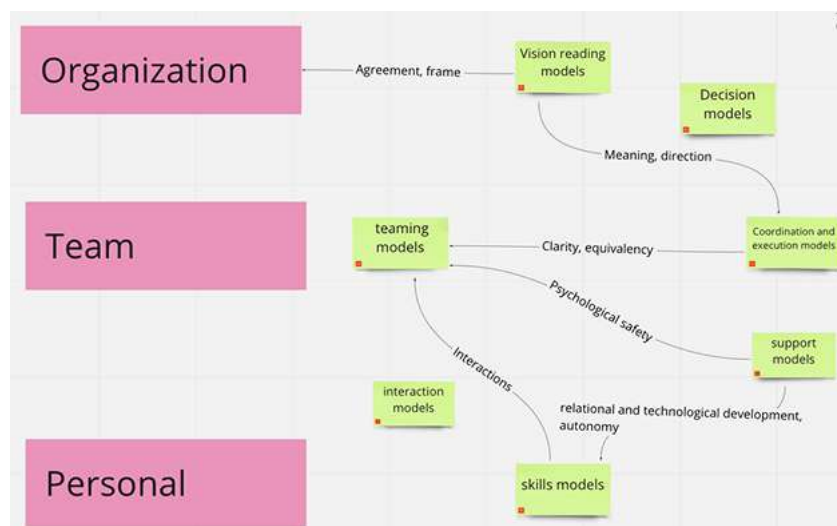 Organization
Agreement, frame
Vision reading
models
Decision
models
Meaning, direction
Team
teaming
models
Clarity, equivalency
Coordination and
execution models
Psychological safety
support
models
Interactions
interaction
models
relational and technological development,
autonomy
Personal
skills models